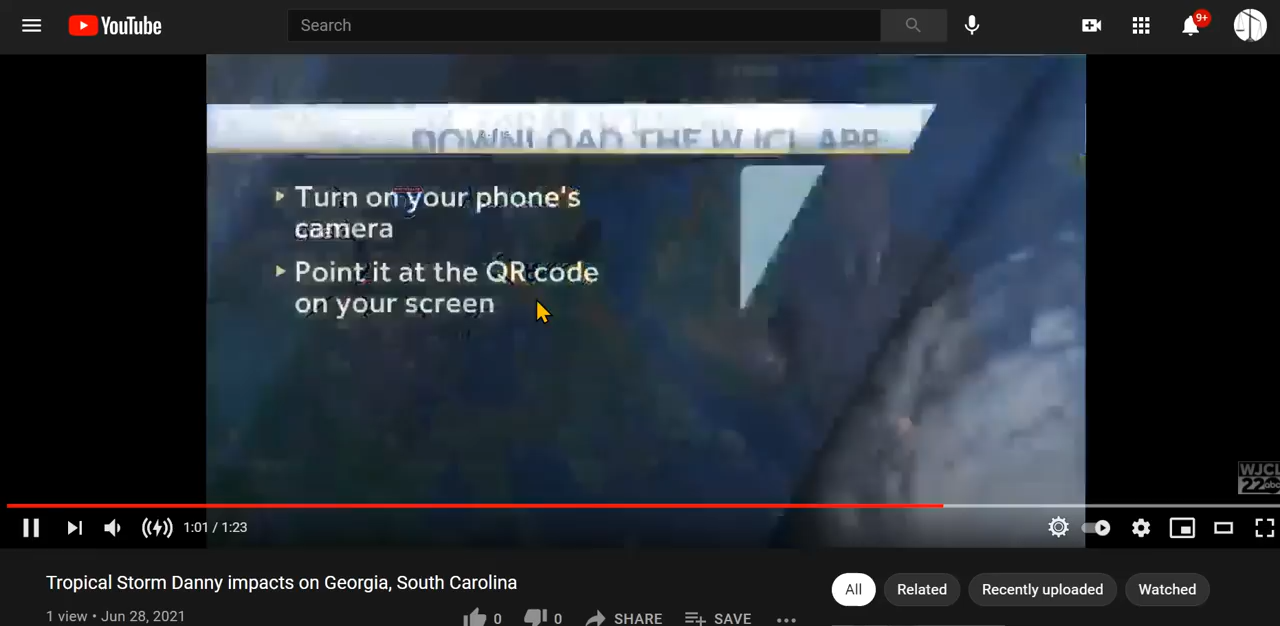 YouTube
Search
9+
DOWNLOAD THE WJCL APP
Turn on your phone's
camera
Point it at the QR code
on your screen
WJCL
22 abc
1:01 / 1:23
Tropical Storm Danny impacts on Georgia, South Carolina
All Related Recently uploaded Watched
1 view • Jun 28, 2021
0 0 SHARE SAVE